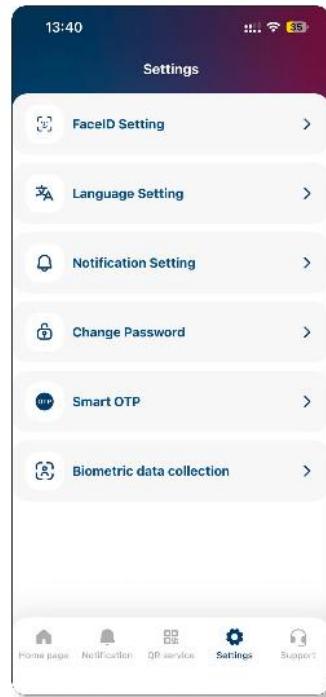 13:40
35
Settings
FaceID Setting
Language Setting
Notification Setting
Change Password
OTP
Smart OTP
Biometric data collection
Home page Notification QR service Settings Support